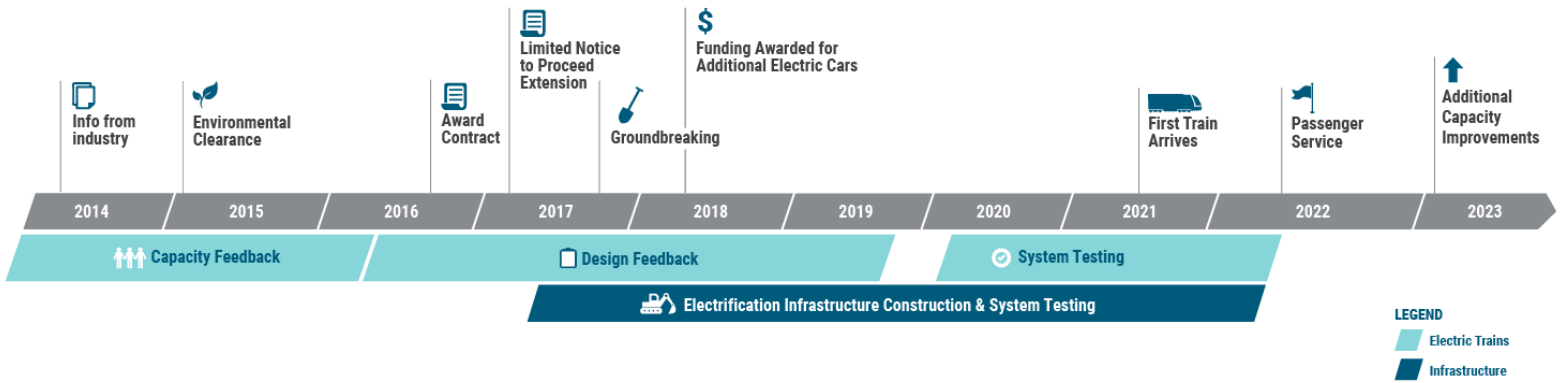 Info from
industry
Environmental
Clearance
Award
Contract
Limited Notice
to Proceed
Extension
Groundbreaking
$
Funding Awarded for
Additional Electric Cars
First Train
Arrives
Passenger
Service
Additional
Capacity
Improvements
2014 2015 2016 2017 2018 2019 2020 2021 2022 2023
Capacity Feedback
Design Feedback
System Testing
Electrification Infrastructure Construction & System Testing
LEGEND
Electric Trains
Infrastructure